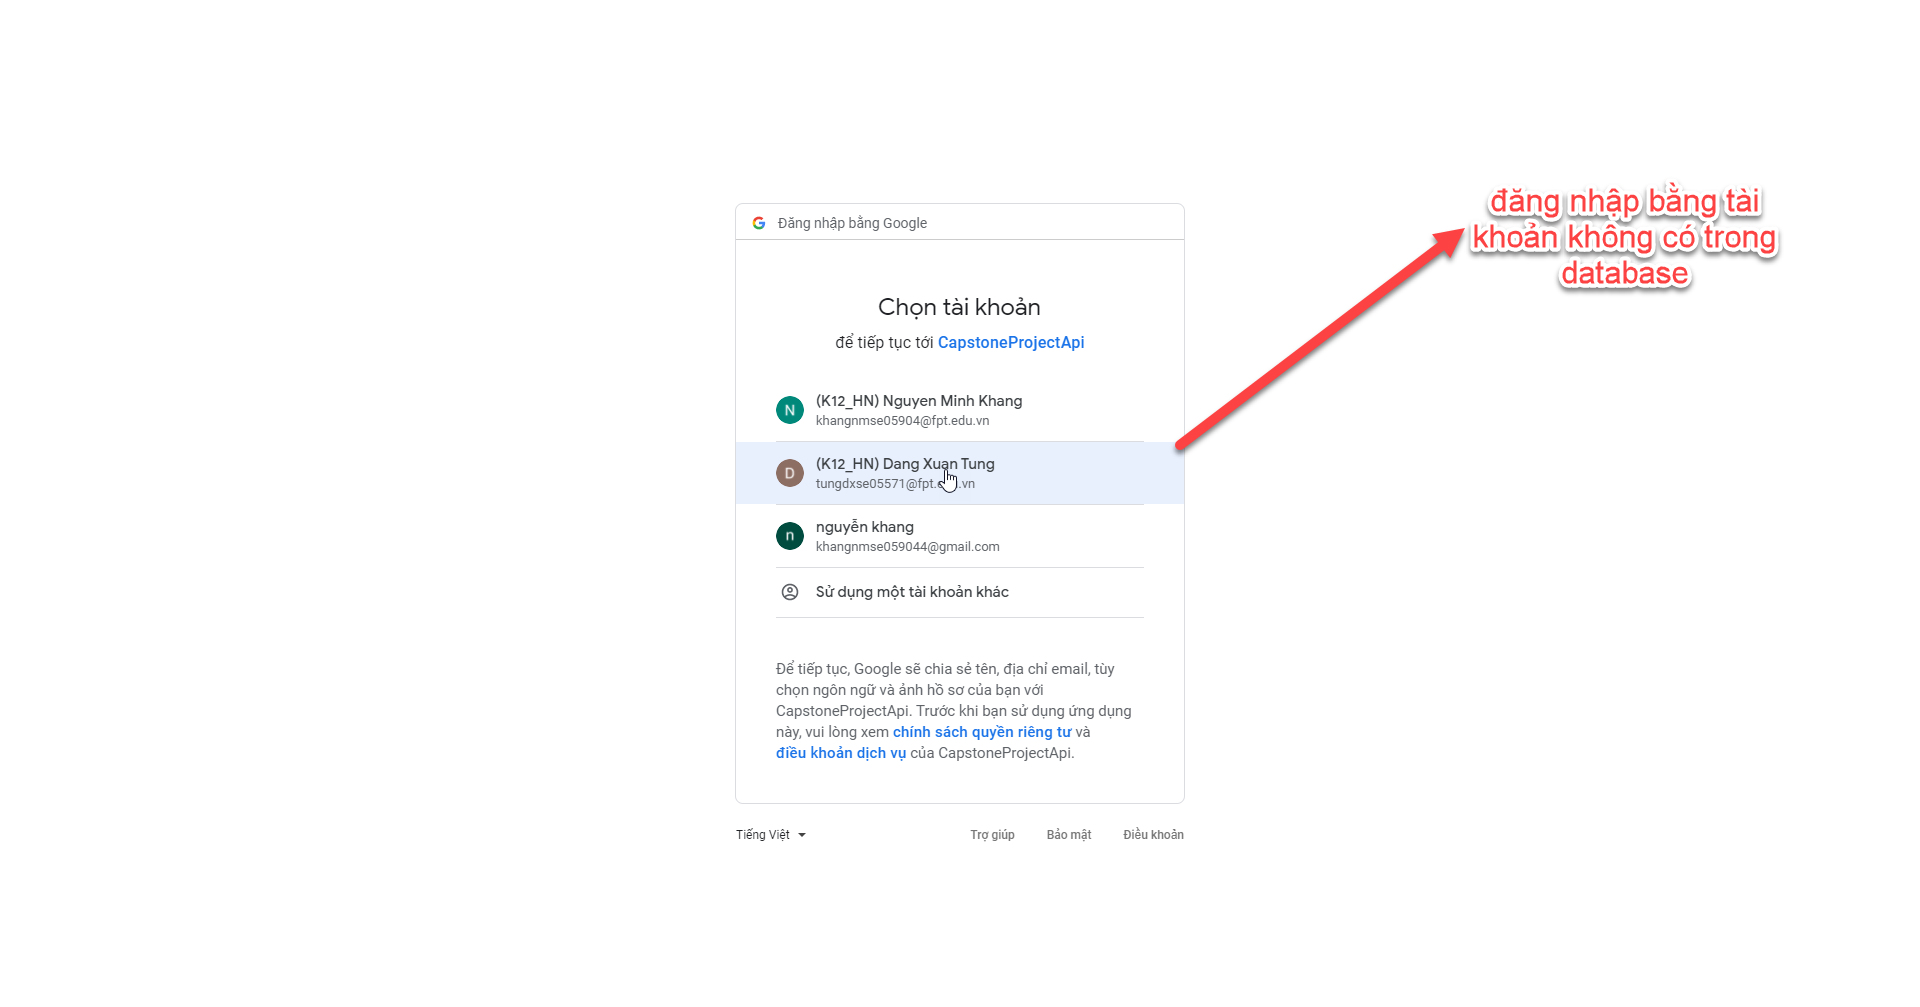 Đăng nhập bằng Google
Chọn tài khoản
để tiếp tục tới CapstoneProjectApi
N
(K12_HN) Nguyen Minh Khang
khangnmse05904@fpt.edu.vn
D
(K12_HN) Dang Xuan Tung
tungdxse05571@fpt.
.vn
n
nguyễn khang
khangnmse059044@gmail.com
Sử dụng một tài khoản khác
Để tiếp tục, Google sẽ chia sẻ tên, địa chỉ email, tùy
chọn ngôn ngữ và ảnh hồ sơ của bạn với
CapstoneProjectApi. Trước khi bạn sử dụng ứng dụng
này, vui lòng xem chính sách quyền riêng tư và
điều khoản dịch vụ của CapstoneProjectApi.
Tiếng Việt
Trợ giúp
Bảo mật
Điều khoản
đăng nhập bằng tài
khoản không có trong
database